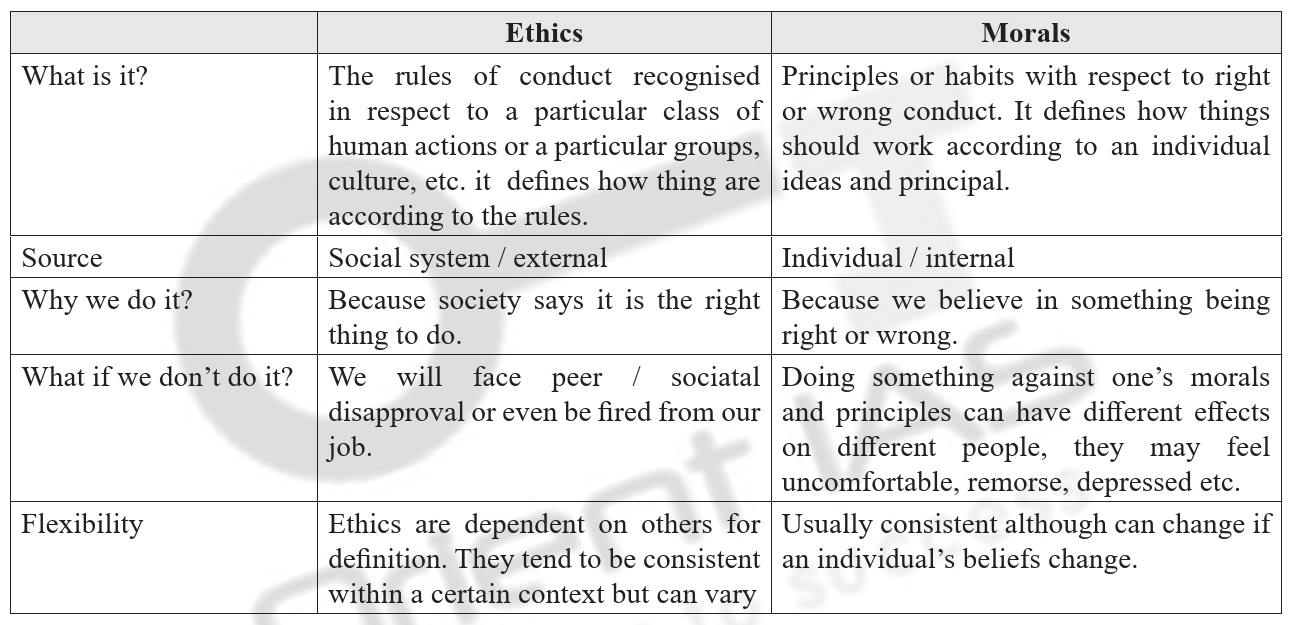 Ethics Morals
What is it? The rules of conduct recognised Principles or habits with respect to right
in respect to a particular class of or wrong conduct. It defines how things
human actions or a particular groups, should work according to an individual
culture, etc. it defines how thing are ideas and principal.
according to the rules.
Source Social system / external Individual / internal
Why we do it? Because society says it is the right Because we believe in something being
thing to do. right or wrong.
What if we don’t do it? We will face peer / sociatal Doing something against one’s morals
disapproval or even be fired from our and principles can have different effects
job. on different people, they may feel
uncomfortable, remorse, depressed etc.
Flexibility Ethics are dependent on others for Usually consistent although can change if
definition. They tend to be consistent an individual’s beliefs change.
within a certain context but can vary
Orient IAS
to success